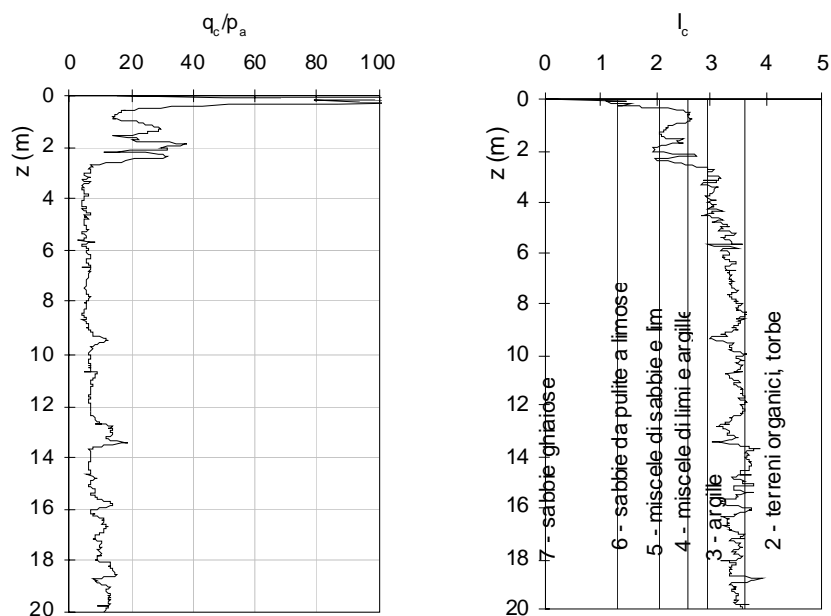 q_c/p_a
0 20 40 60 80 100
z (m)
0
2
4
6
8
10
12
14
16
18
20
I_c
0 1 2 3 4 5
z (m)
0
2
4
6
8
10
12
14
16
18
20
7 - sabbie ghiaiose
6 - sabbie da pulite a limose
5 - miscele di sabbie e lim
4 - miscele di limi e argille
3 - argille
2 - terreni organici, torbe